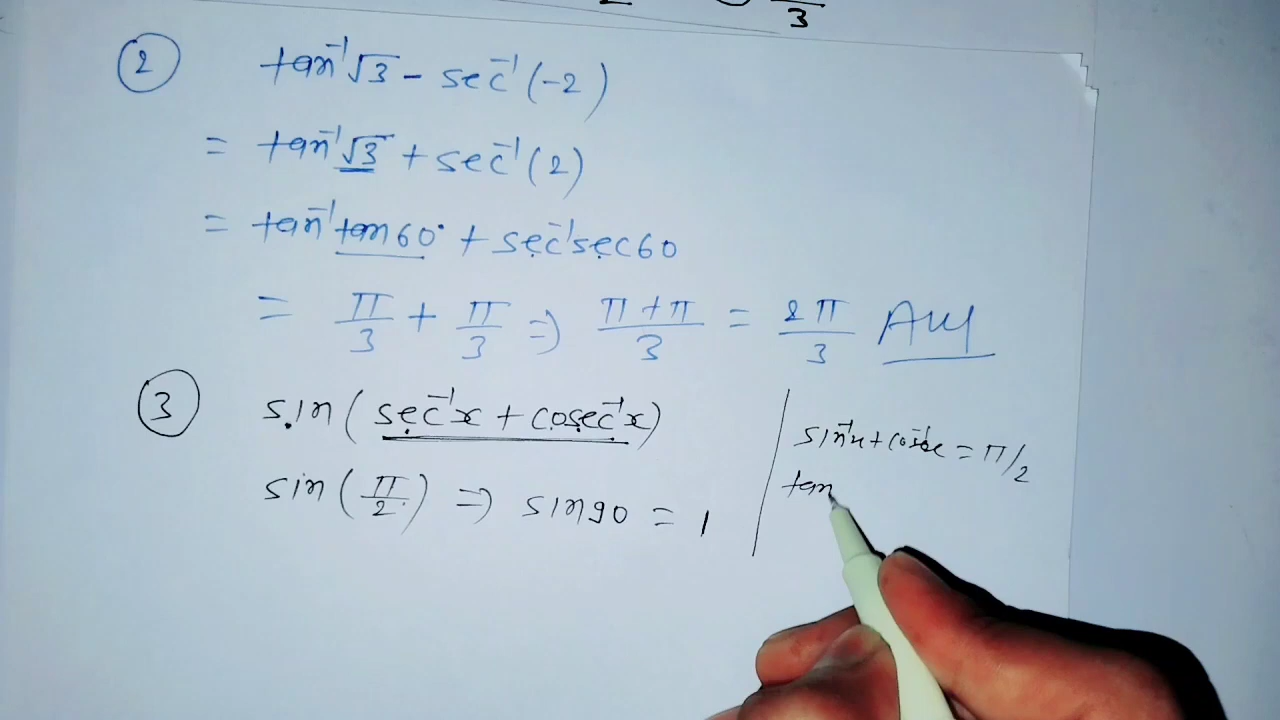 3
② tan⁻¹√3 - sec⁻¹(-2)
= tan⁻¹√3 + sec⁻¹(2)
= tan⁻¹tan60° + sec⁻¹sec60
= π/3 + π/3 ⇒ (π+π)/3 = 2π/3 Ans
③ sin(sec⁻¹x + cosec⁻¹x)
sin(π/2) ⇒ sin90 = 1
sin⁻¹x + cos⁻¹x = π/2
tan